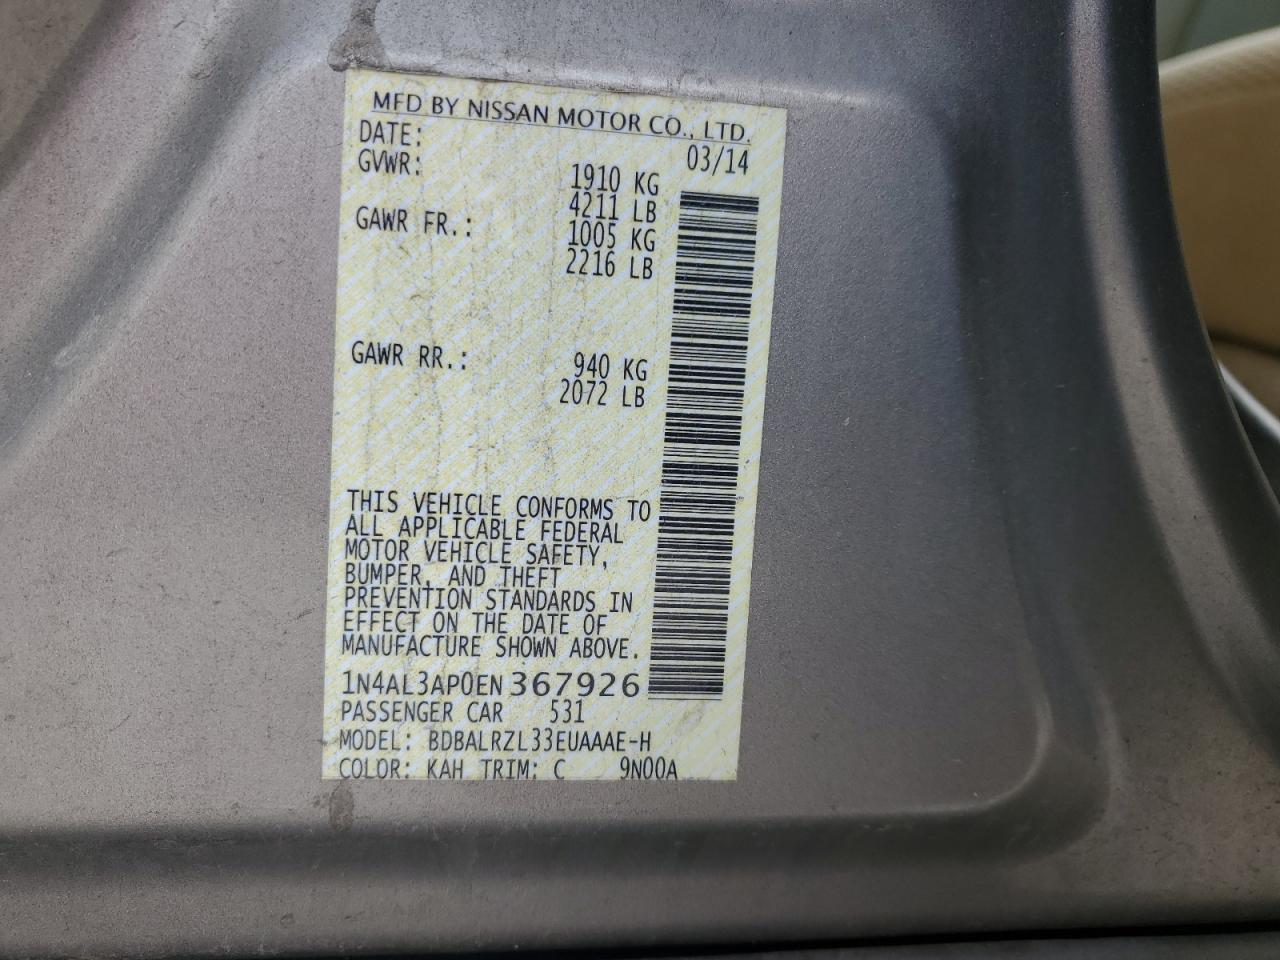 MFD BY NISSAN MOTOR CO., LTD.
DATE: 03/14
GVWR: 1910 KG
4211 LB
GAWR FR.: 1005 KG
2216 LB
GAWR RR.: 940 KG
2072 LB
THIS VEHICLE CONFORMS TO
ALL APPLICABLE FEDERAL
MOTOR VEHICLE SAFETY,
BUMPER, AND THEFT
PREVENTION STANDARDS IN
EFFECT ON THE DATE OF
MANUFACTURE SHOWN ABOVE.
1N4AL3AP0EN367926
PASSENGER CAR 531
MODEL: BDBALRZL33EUAAAE-H
COLOR: KAH TRIM: C 9N00A